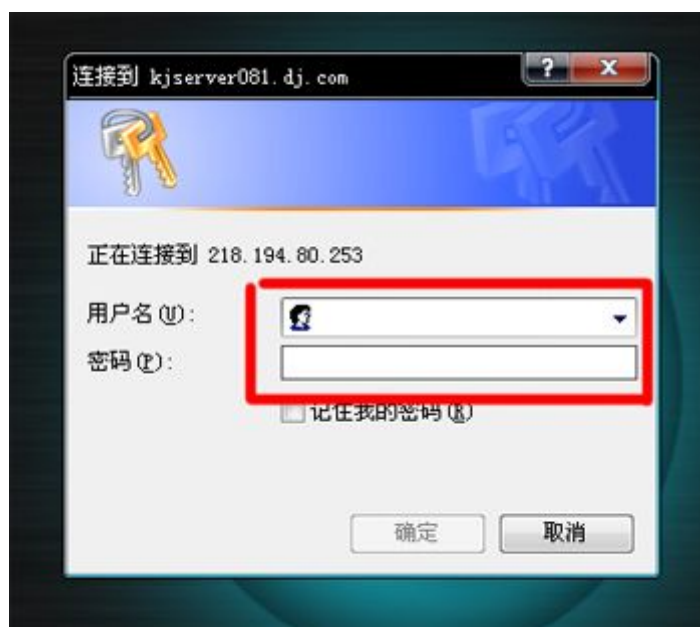 连接到 kjserver081.dj.com
?
正在连接到 218.194.80.253
用户名(U):
密码(P):
记住我的密码(R)
确定
取消